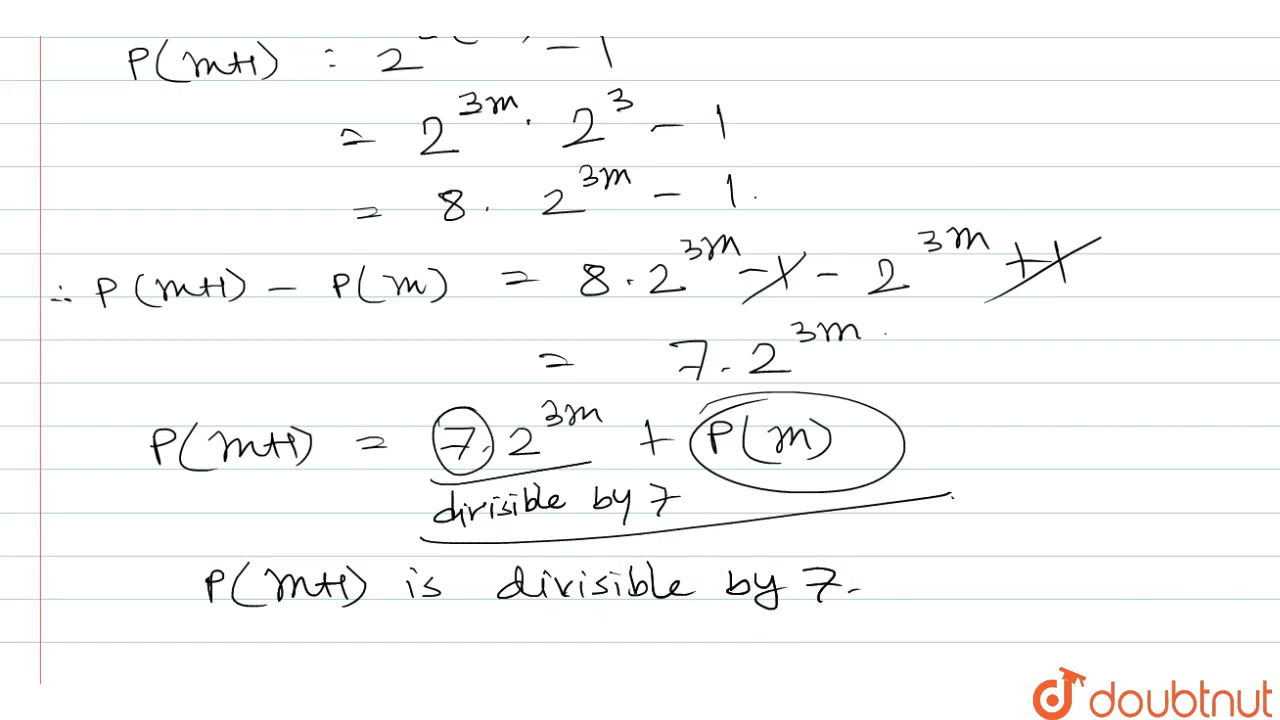 P(m+1) : 2 - 1
= 2^{3m} . 2^3 - 1
= 8 . 2^{3m} - 1.
∴ P(m+1) - P(m) = 8 . 2^{3m} - 1 - 2^{3m} + 1
= 7 . 2^{3m}
P(m+1) = 7. 2^{3m} + P(m)
divisible by 7
P(m+1) is divisible by 7.
doubtnut